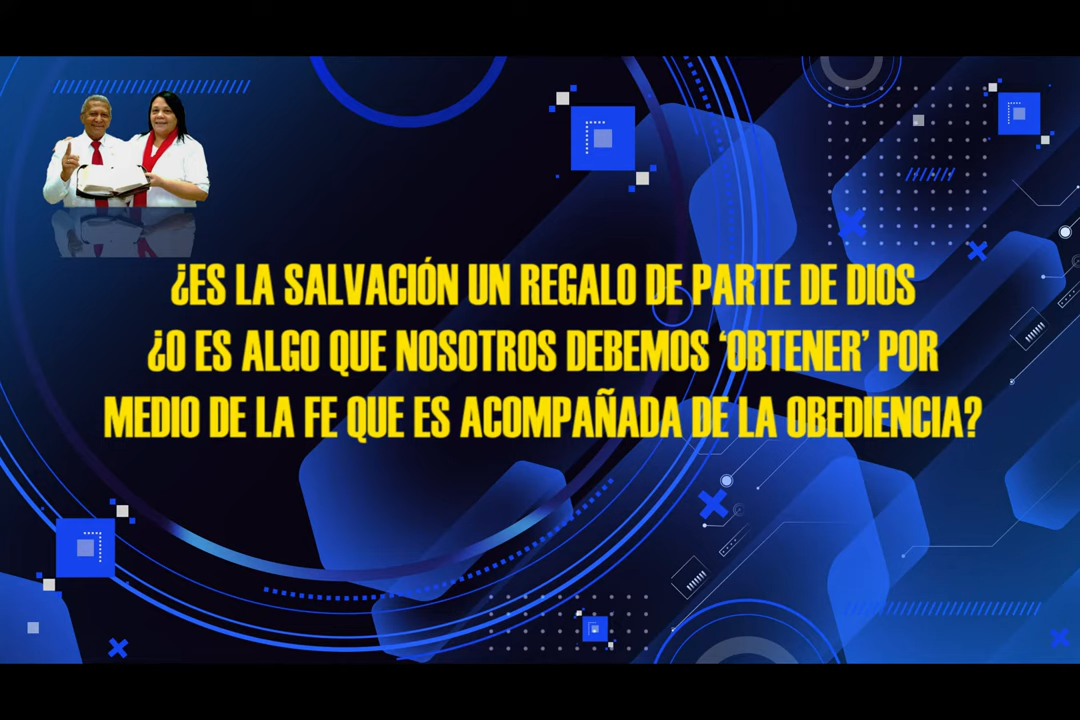 ¿ES LA SALVACIÓN UN REGALO DE PARTE DE DIOS
¿O ES ALGO QUE NOSOTROS DEBEMOS ‘OBTENER’ POR
MEDIO DE LA FE QUE ES ACOMPAÑADA DE LA OBEDIENCIA?